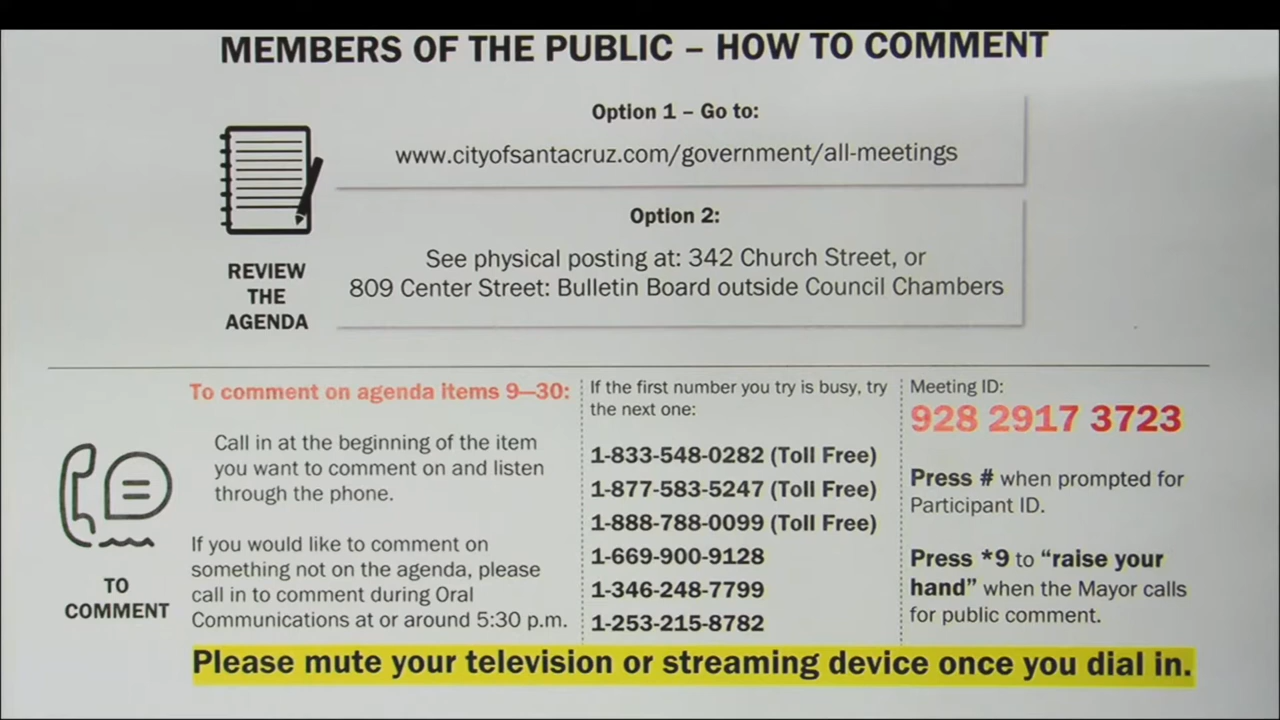 MEMBERS OF THE PUBLIC – HOW TO COMMENT
REVIEW
THE
AGENDA
Option 1 – Go to:
www.cityofsantacruz.com/government/all-meetings
Option 2:
See physical posting at: 342 Church Street, or
809 Center Street: Bulletin Board outside Council Chambers
TO
COMMENT
To comment on agenda items 9—30:
Call in at the beginning of the item
you want to comment on and listen
through the phone.
If you would like to comment on
something not on the agenda, please
call in to comment during Oral
Communications at or around 5:30 p.m.
If the first number you try is busy, try
the next one:
1-833-548-0282 (Toll Free)
1-877-583-5247 (Toll Free)
1-888-788-0099 (Toll Free)
1-669-900-9128
1-346-248-7799
1-253-215-8782
Meeting ID:
928 2917 3723
Press # when prompted for
Participant ID.
Press *9 to “raise your
hand” when the Mayor calls
for public comment.
Please mute your television or streaming device once you dial in.